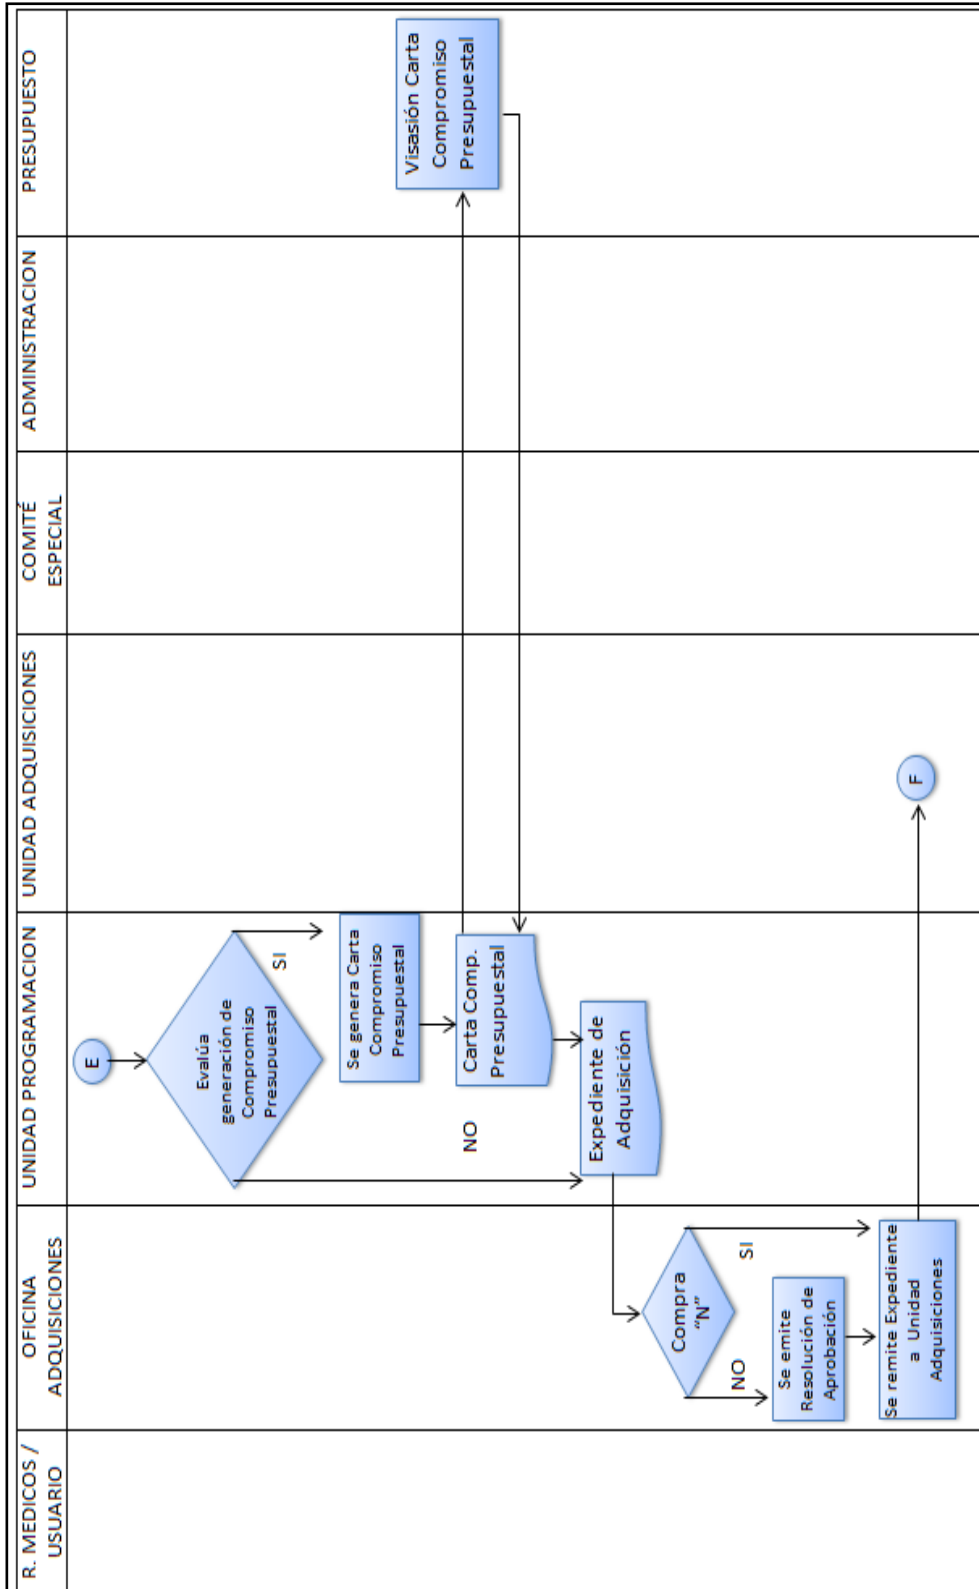 R. MEDICOS /
USUARIO
OFICINA
ADQUISICIONES
UNIDAD PROGRAMACION
UNIDAD ADQUISICIONES
COMITÉ
ESPECIAL
ADMINISTRACION
PRESUPUESTO
E
Evalúa
generación de
Compromiso
Presupuestal
SI
Se genera Carta
Compromiso
Presupuestal
NO
Carta Comp.
Presupuestal
Visasión Carta
Compromiso
Presupuestal
Expediente de
Adquisición
Compra
“N”
NO
SI
Se emite
Resolución de
Aprobación
Se remite Expediente
a Unidad
Adquisiciones
F